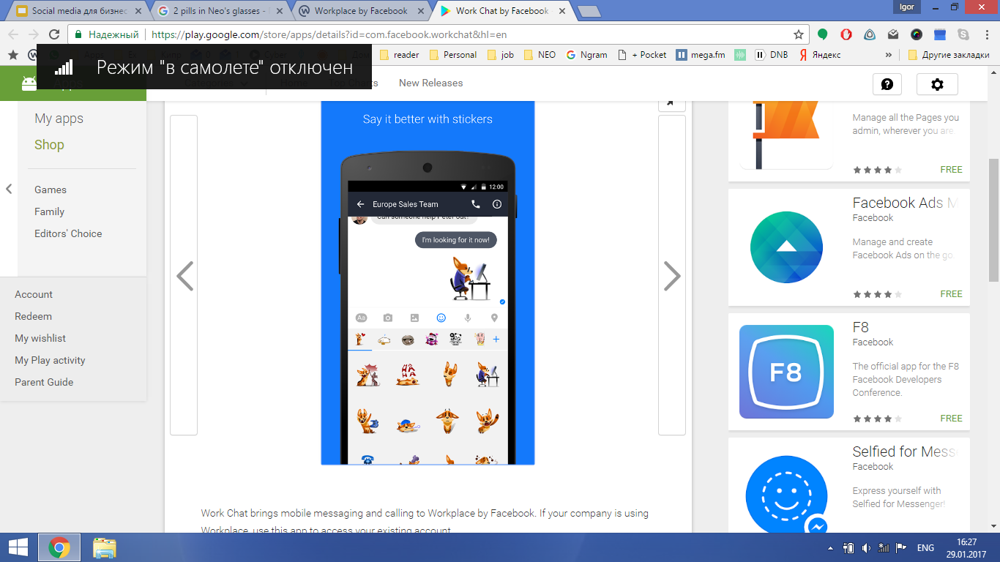 Social media для бизнес
2 pills in Neo's glasses -
Workplace by Facebook
Work Chat by Facebook
Igor
Надежный
https://play.google.com/store/apps/details?id=com.facebook.workchat&hl=en
reader
Personal
job
NEO
Ngram
+ Pocket
mega.fm
DNB
Яндекс
»
Другие закладки
Режим "в самолете" отключен
New Releases
My apps
Shop
Games
Family
Editors' Choice
Account
Redeem
My wishlist
My Play activity
Parent Guide
Say it better with stickers
12:00
Europe Sales Team
Can someone help Peter out?
I'm looking for it now!
Aa
HA HA
HA
Work Chat brings mobile messaging and calling to Workplace by Facebook. If your company is using
Workplace, use this app to access your existing account.
Manage all the Pages you
admin, wherever you are
FREE
Facebook Ads M
Facebook
Manage and create
Facebook Ads on the go.
FREE
F8
F8
Facebook
The official app for the F8
Facebook Developers
Conference.
FREE
Selfied for Mess
Facebook
Express yourself with
Selfied for Messenger!
ENG
16:27
29.01.2017